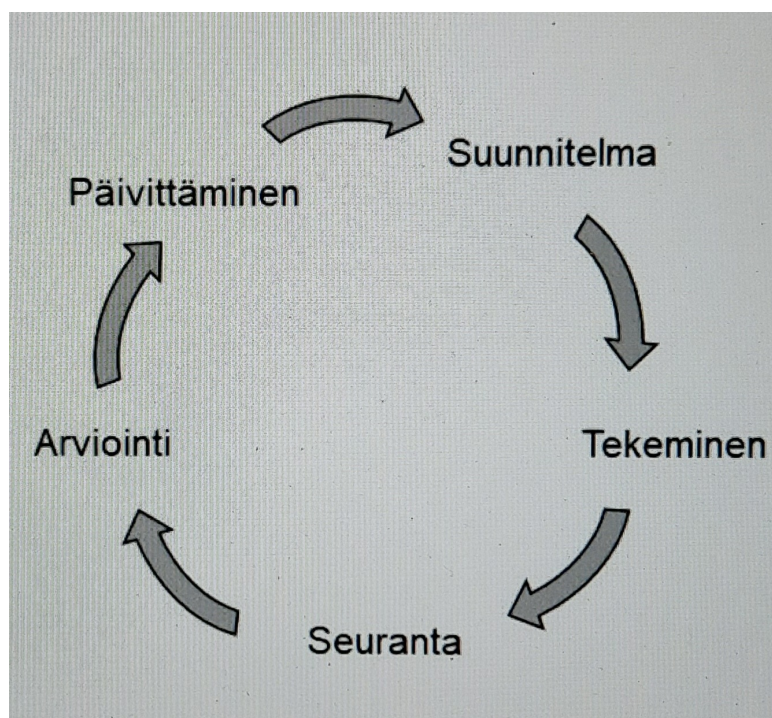 Suunnitelma
Tekeminen
Seuranta
Arviointi
Päivittäminen